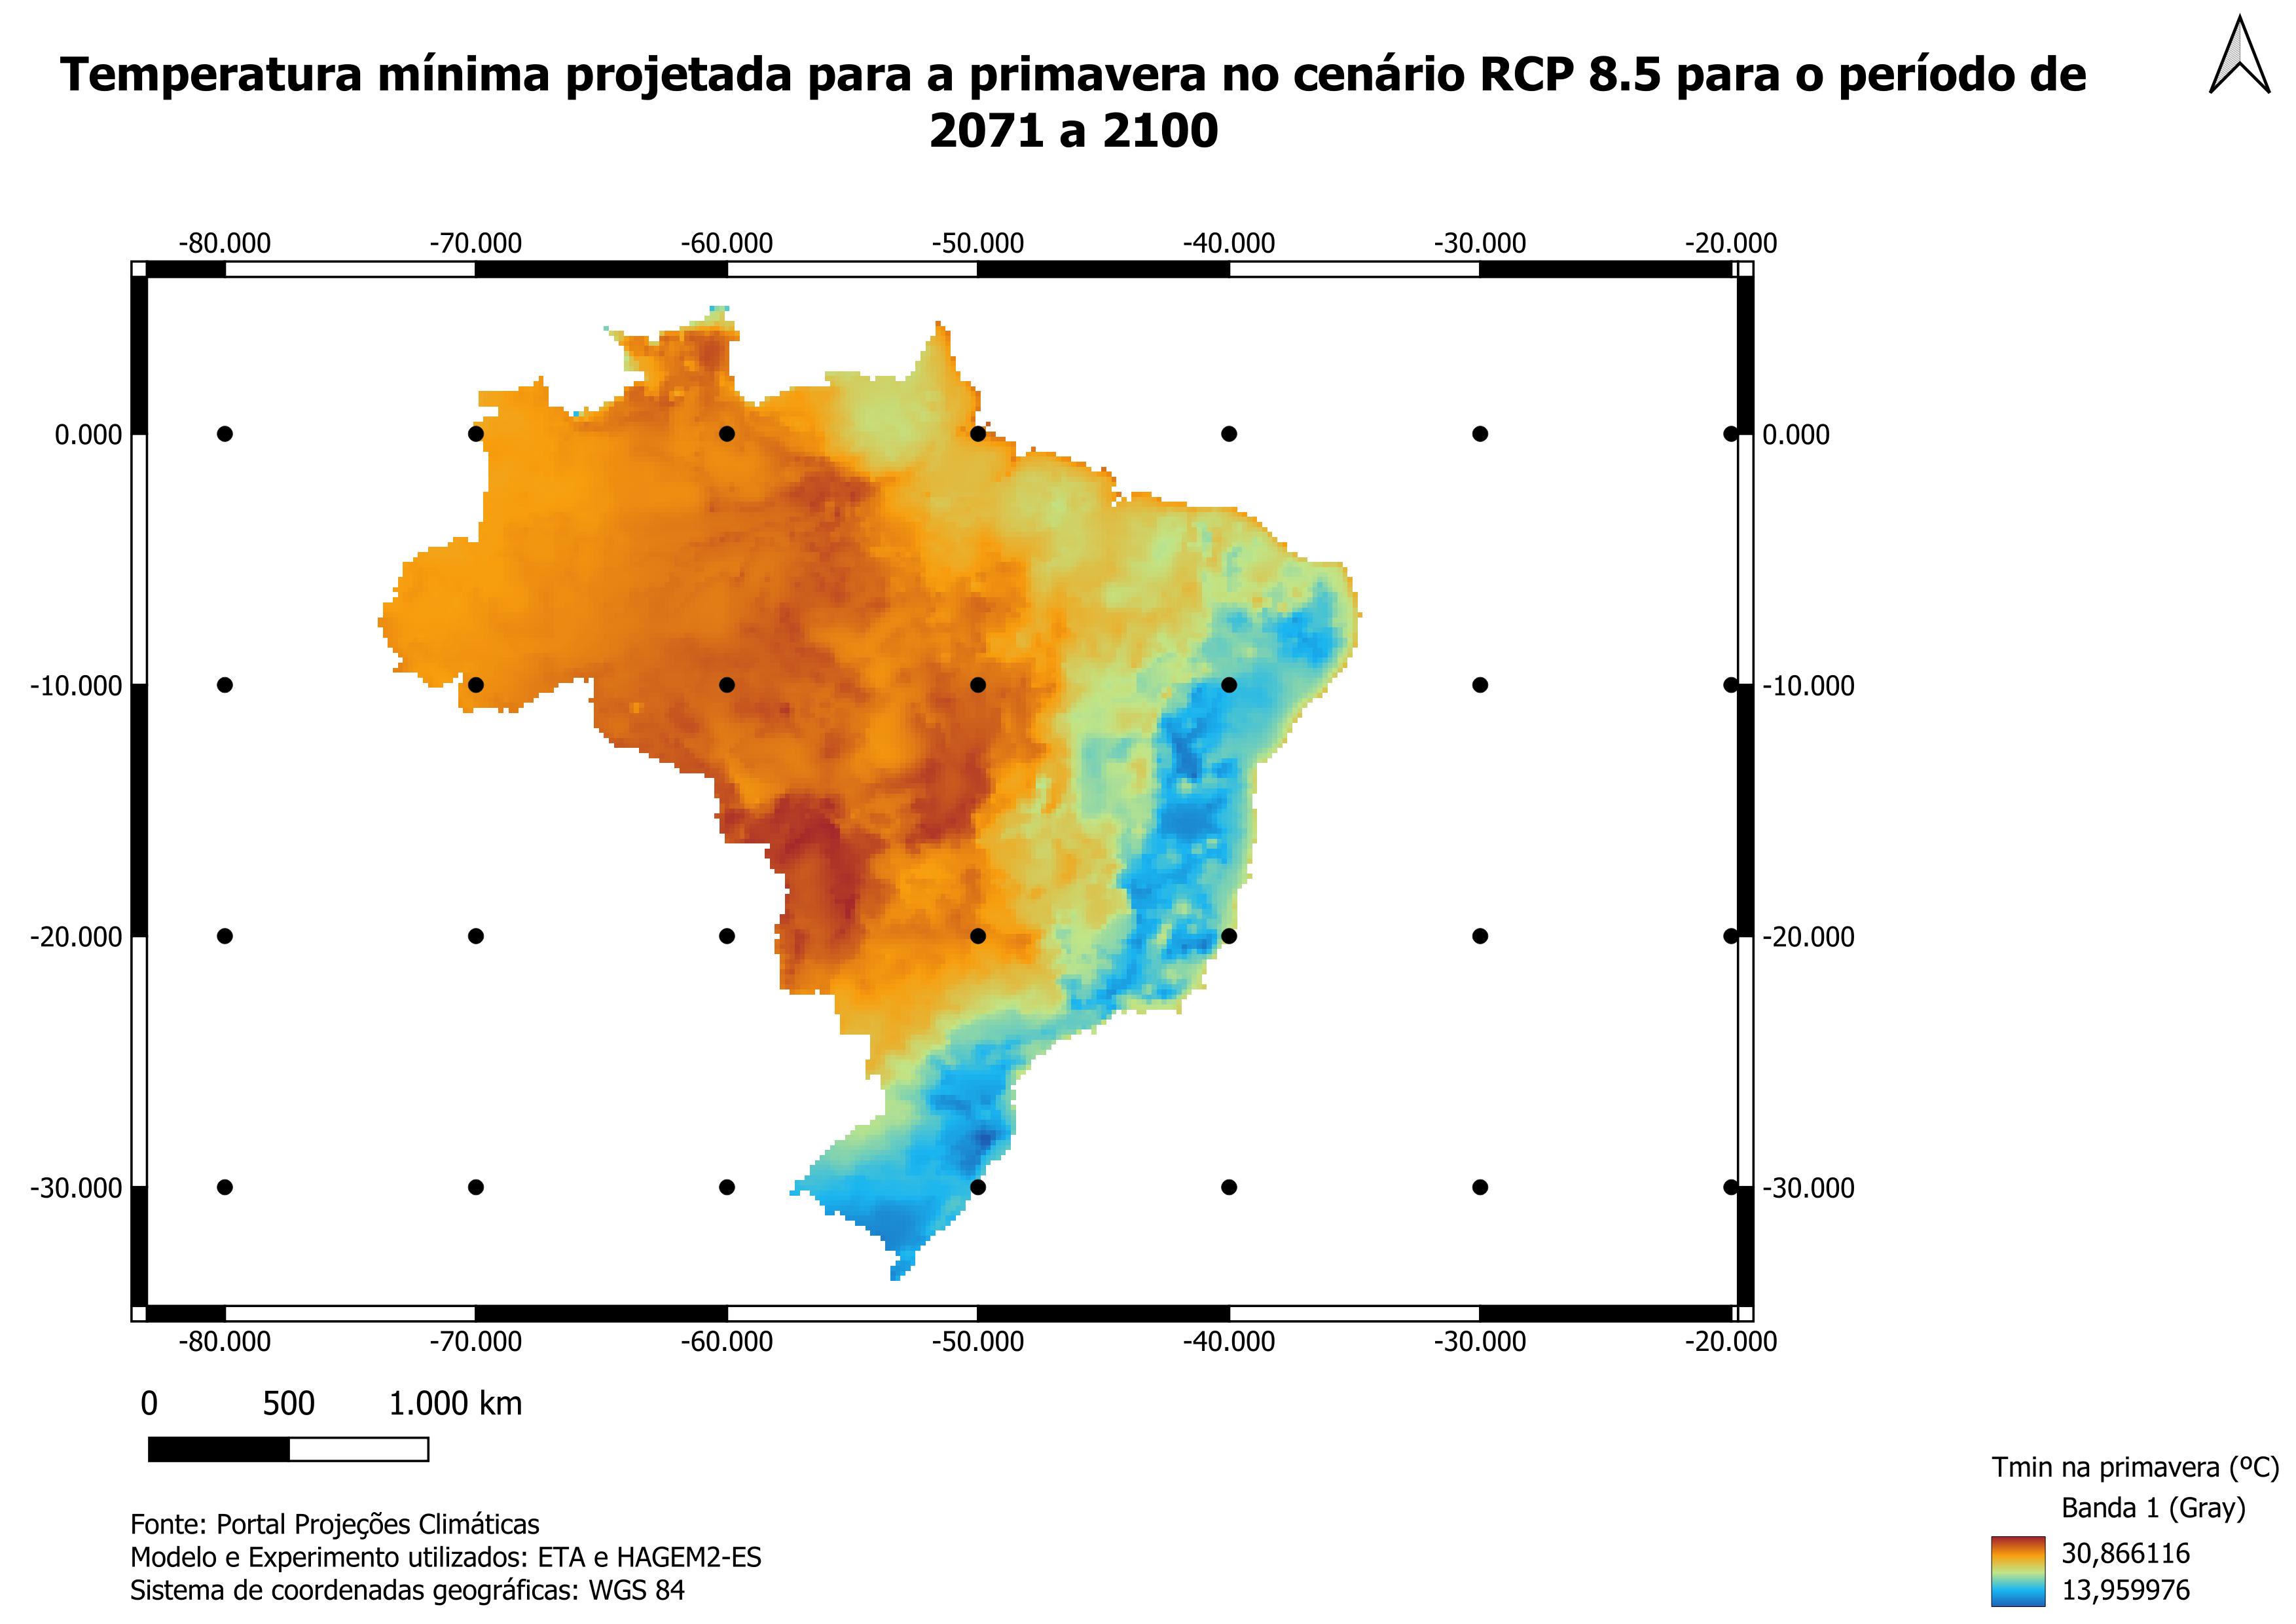 Temperatura mínima projetada para a primavera no cenário RCP 8.5 para o período de
2071 a 2100
-80.000 -70.000 -60.000 -50.000 -40.000 -30.000 -20.000
0.000 0.000
-10.000 -10.000
-20.000 -20.000
-30.000 -30.000
-80.000 -70.000 -60.000 -50.000 -40.000 -30.000 -20.000
0 500 1.000 km
Fonte: Portal Projeções Climáticas
Modelo e Experimento utilizados: ETA e HAGEM2-ES
Sistema de coordenadas geográficas: WGS 84
Tmin na primavera (ºC)
Banda 1 (Gray)
30,866116
13,959976